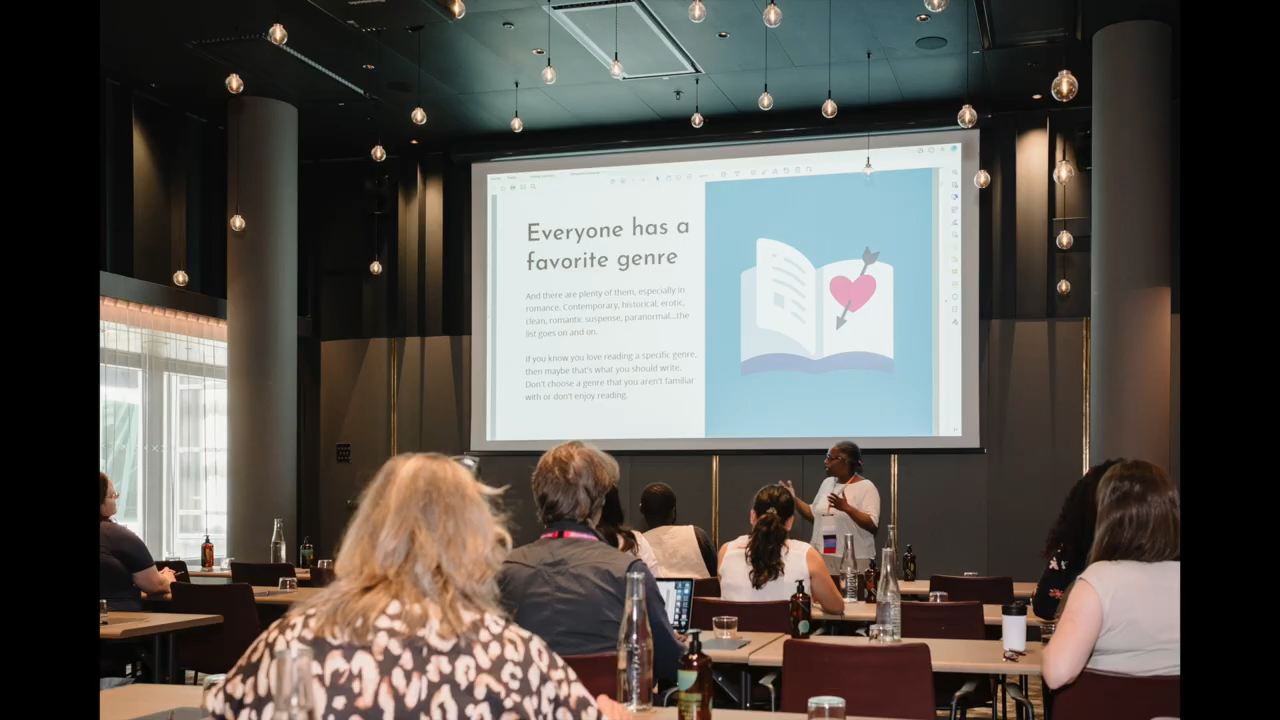 Everyone has a
favorite genre
And there are plenty of them, especially in
romance. Contemporary, historical, erotic,
clean, romantic suspense, paranormal...the
list goes on and on.
If you know you love reading a specific genre,
then maybe that's what you should write.
Don't choose a genre that you aren't familiar
with or don't enjoy reading.